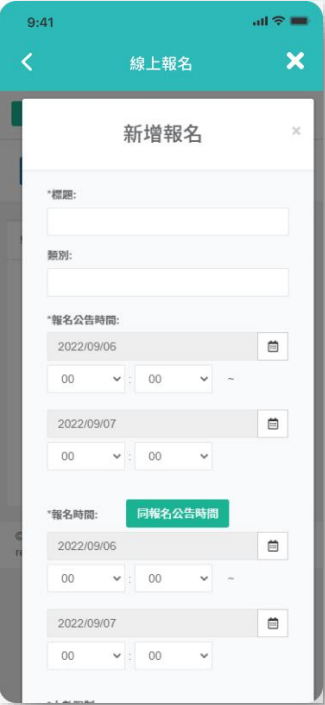 9:41
線上報名
新增報名
×
*標題:
類別:
*報名公告時間:
2022/09/06
00 : 00 ~
2022/09/07
00 : 00
*報名時間: 同報名公告時間
2022/09/06
00 : 00 ~
2022/09/07
00 : 00